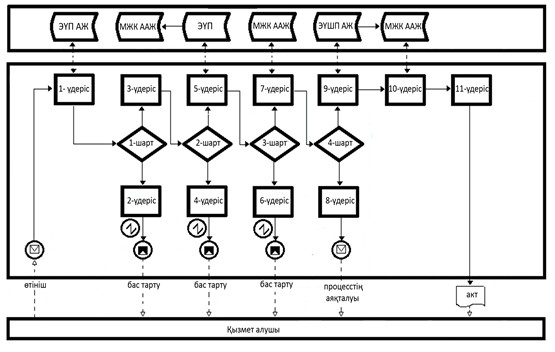 ЭҮП АЖ МЖК ААЖ ЭҮП МЖК ААЖ ЭҮШП АЖ МЖК ААЖ
1- үдеріс 3-үдеріс 5-үдеріс 7-үдеріс 9-үдеріс 10-үдеріс 11-үдеріс
1-шарт 2-шарт 3-шарт 4-шарт
2-үдеріс 4-үдеріс 6-үдеріс 8-үдеріс
өтініш бас тарту бас тарту бас тарту процесстің аяқталуы акт
Қызмет алушы